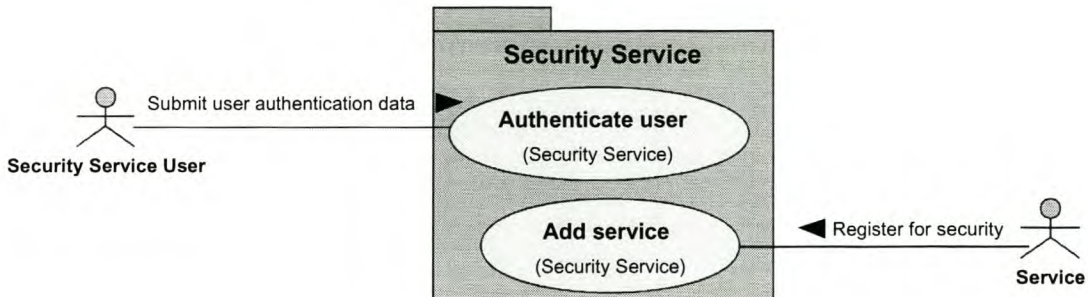 Security Service
Submit user authentication data
Authenticate user
(Security Service)
Security Service User
Add service
(Security Service)
Register for security
Service